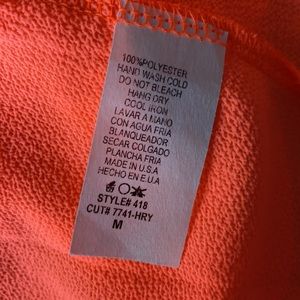 100%POLYESTER
HAND WASH COLD
DO NOT BLEACH
HANG DRY
COOL IRON
LAVAR A MANO
CON AGUA FRIA
BLANQUEADOR
SECAR COLGADO
PLANCHA FRIA
MADE IN U.S.A
HECHO EN E.U.A
STYLE# 418
CUT# 7741-HRY
M